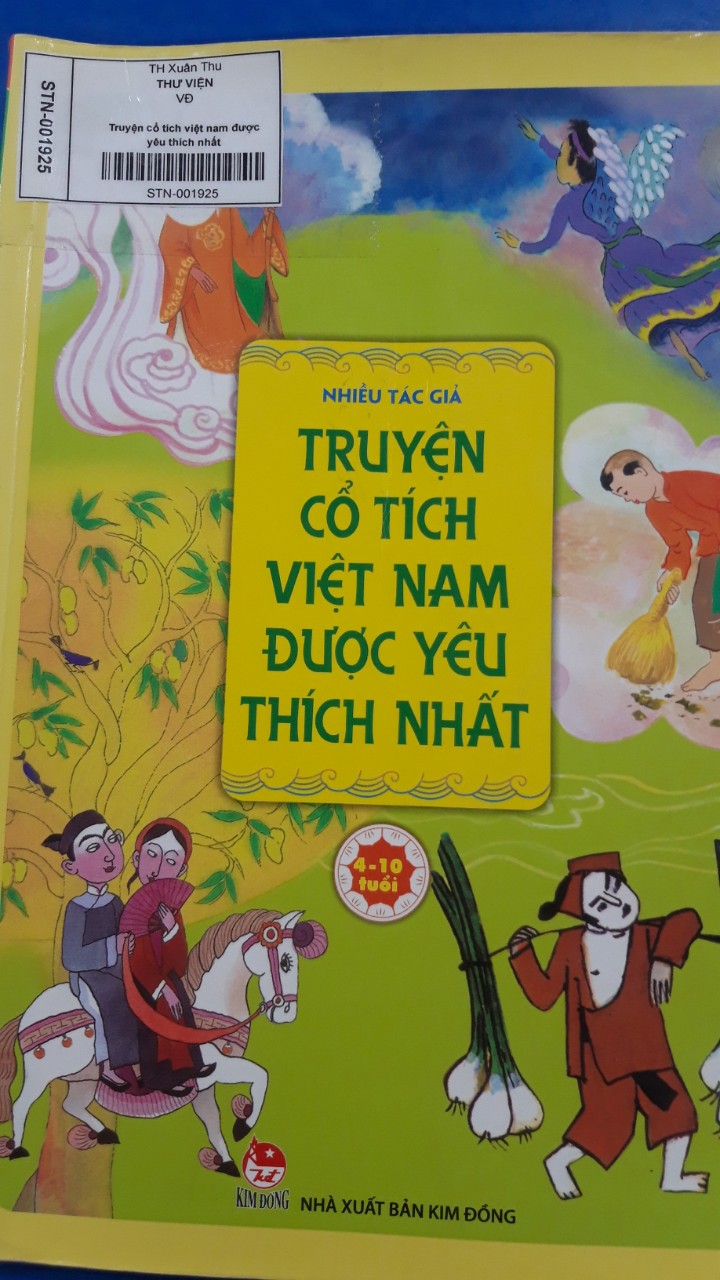 TH Xuân Thu
THƯ VIỆN
VĐ
Truyện cổ tích việt nam được
yêu thích nhất
STN-001925
STN-001925
NHIỀU TÁC GIẢ
TRUYỆN
CỔ TÍCH
VIỆT NAM
ĐƯỢC YÊU
THÍCH NHẤT
4-10
tuổi
KIM ĐỒNG
NHÀ XUẤT BẢN KIM ĐỒNG